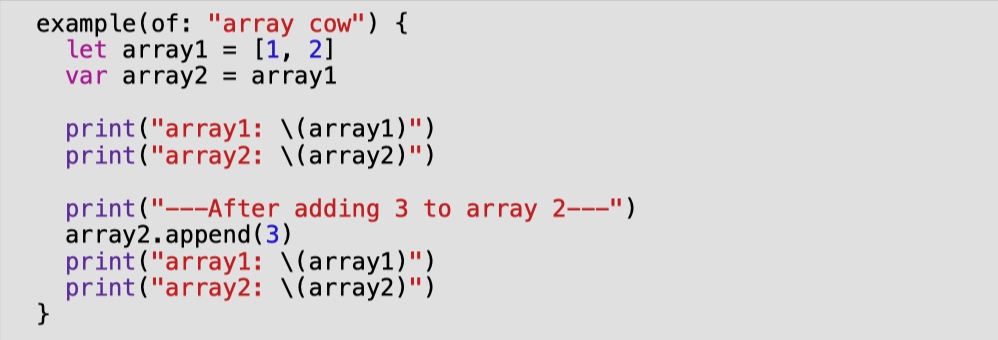 example(of: "array cow") {
  let array1 = [1, 2]
  var array2 = array1

  print("array1: \(array1)")
  print("array2: \(array2)")

  print("---After adding 3 to array 2---")
  array2.append(3)
  print("array1: \(array1)")
  print("array2: \(array2)")
}